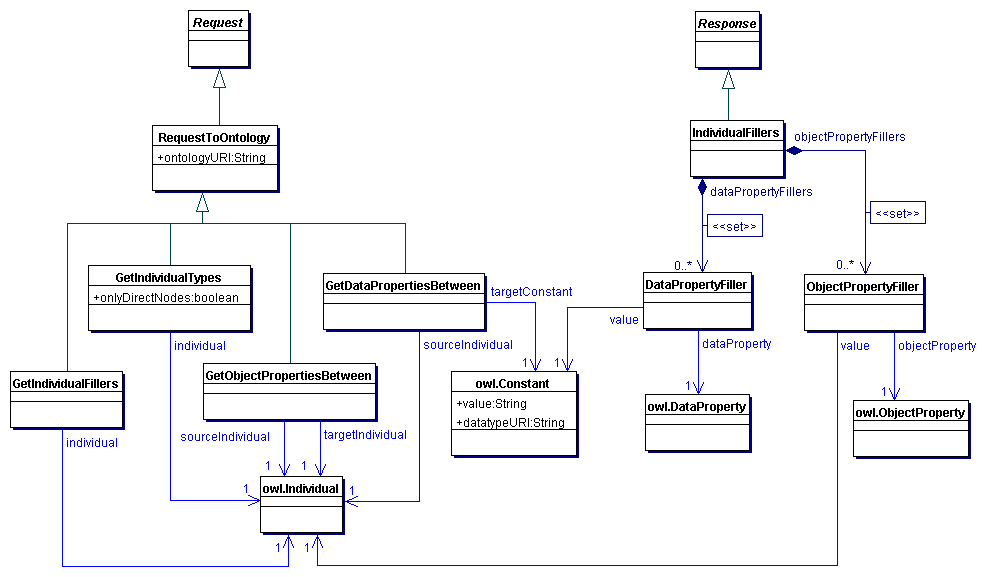 Request
Response
RequestToOntology
+ontologyURI:String
IndividualFillers
objectPropertyFillers
dataPropertyFillers
<<set>>
<<set>>
0..*
0..*
GetIndividualTypes
+onlyDirectNodes:boolean
GetDataPropertiesBetween
targetConstant
DataPropertyFiller
ObjectPropertyFiller
value
individual
sourceIndividual
dataProperty
value
objectProperty
GetIndividualFillers
GetObjectPropertiesBetween
1
1
owl.Constant
+value:String
+datatypeURI:String
1
owl.DataProperty
1
owl.ObjectProperty
individual
sourceIndividual
targetIndividual
1
1
1
owl.Individual
1
1
1